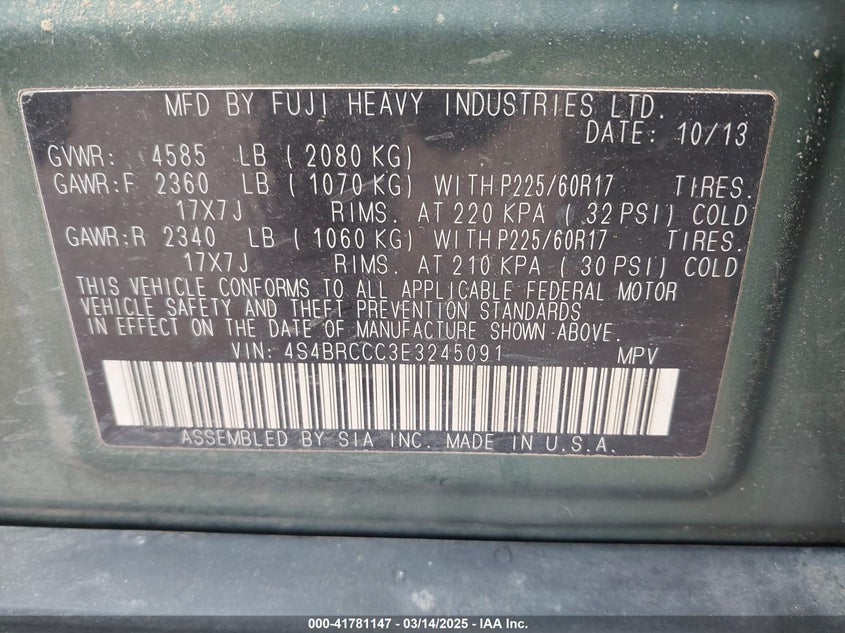 MFD BY FUJI HEAVY INDUSTRIES LTD.
DATE: 10/13
GVWR: 4585 LB ( 2080 KG)
GAWR:F 2360 LB ( 1070 KG) WITH P225/60R17 TIRES.
17X7J RIMS. AT 220 KPA ( 32 PSI) COLD
GAWR:R 2340 LB ( 1060 KG) WITH P225/60R17 TIRES.
17X7J RIMS. AT 210 KPA ( 30 PSI) COLD
THIS VEHICLE CONFORMS TO ALL APPLICABLE FEDERAL MOTOR
VEHICLE SAFETY AND THEFT PREVENTION STANDARDS
IN EFFECT ON THE DATE OF MANUFACTURE SHOWN ABOVE.
VIN: 4S4BRCCC3E3245091 MPV
ASSEMBLED BY SIA INC. MADE IN U.S.A.
000-41781147 — 03/14/2025 — IAA Inc.